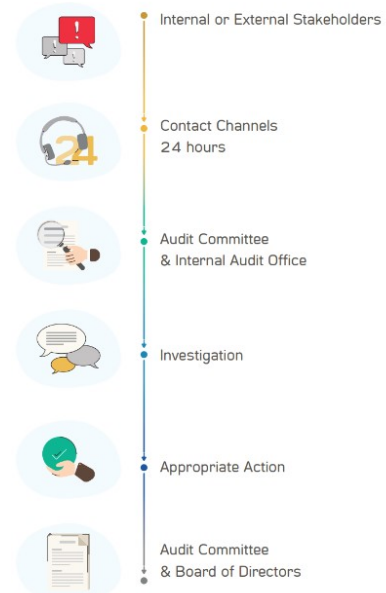 Internal or External Stakeholders
Contact Channels
24 hours
24
Audit Committee
& Internal Audit Office
Investigation
Appropriate Action
Audit Committee
& Board of Directors